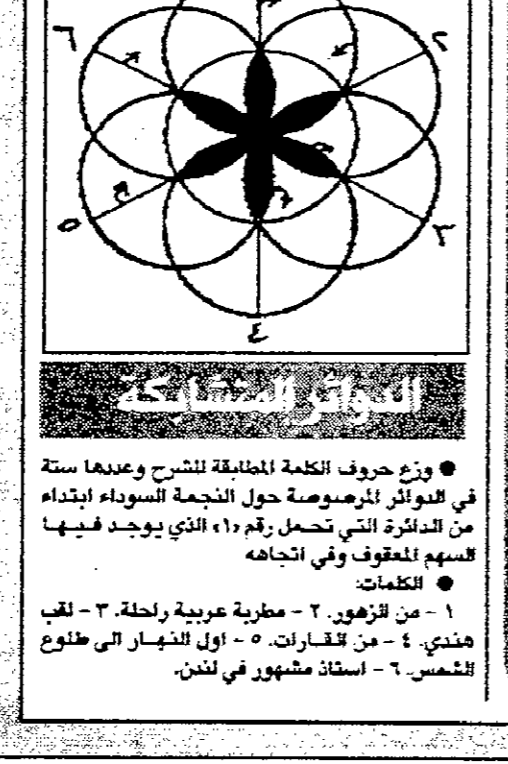 ٦
٢
٥
٣
٤
الدوائر المتشابكة
● وزع حروف الكلمة المطابقة للشرح وعددها ستة
في الدوائر المرصوصة حول النجمة السوداء ابتداء
من الدائرة التي تحمل رقم «١» الذي يوجد فيها
السهم المعقوف وفي اتجاهه
● الكلمات:
١ - من الزهور. ٢ - مطربة عربية راحلة. ٣ - لقب
هندي. ٤ - من القارات. ٥ - اول النهار الى طلوع
الشمس. ٦ - استاذ مشهور في لندن.